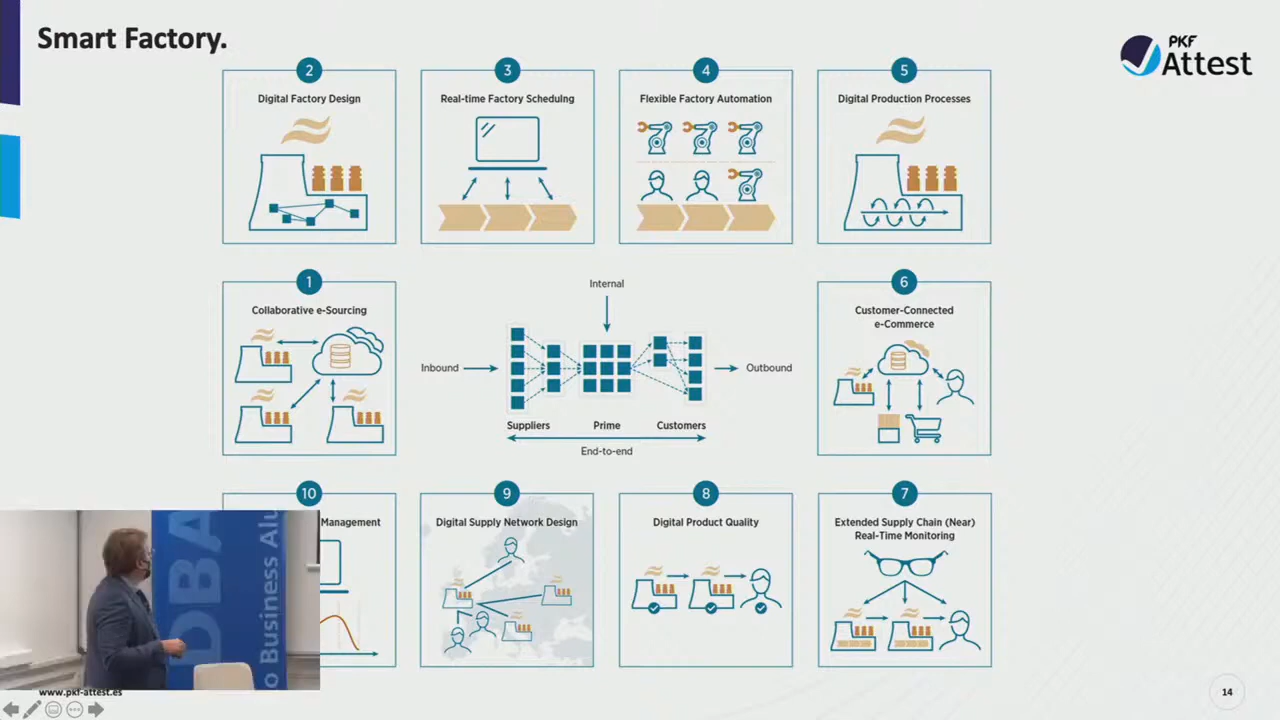 Smart Factory.
PKF
Attest
2
Digital Factory Design
3
Real-time Factory Scheduling
4
Flexible Factory Automation
5
Digital Production Processes
1
Collaborative e-Sourcing
Internal
Inbound
Outbound
Suppliers
Prime
Customers
End-to-end
6
Customer-Connected
e-Commerce
10
Management
9
Digital Supply Network Design
8
Digital Product Quality
7
Extended Supply Chain (Near)
Real-Time Monitoring
DBA
o Business Alu
www.pkf-attest.es
14